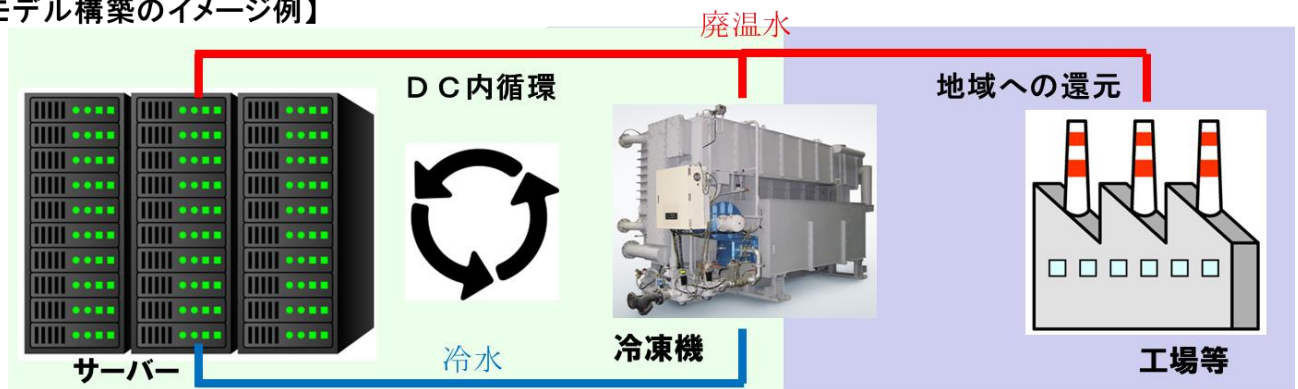 モデル構築のイメージ例】
廃温水
ＤＣ内循環
地域への還元
サーバー
冷水
冷凍機
工場等